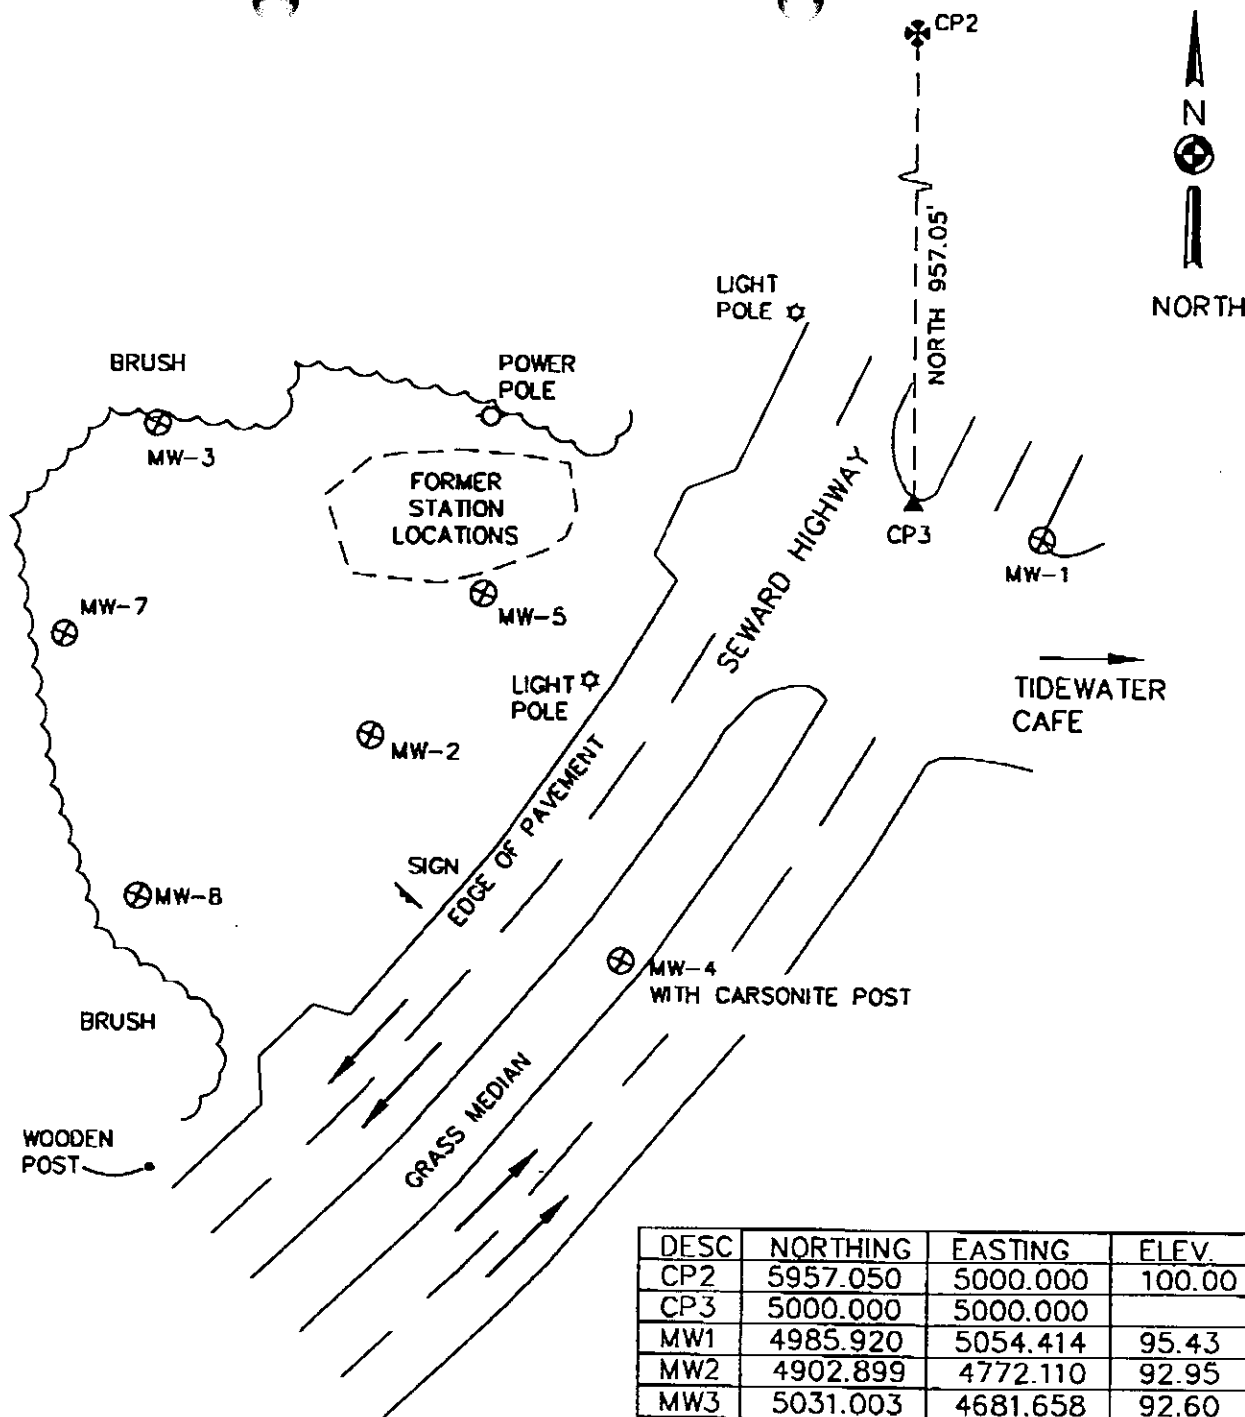 CP2
N
NORTH
NORTH 957.05'
LIGHT
POLE
BRUSH
POWER
POLE
MW-3
FORMER
STATION
LOCATIONS
SEWARD HIGHWAY
CP3
MW-1
MW-7
MW-5
TIDEWATER
CAFE
LIGHT
POLE
MW-2
EDGE OF PAVEMENT
SIGN
MW-8
MW-4
WITH CARSONITE POST
BRUSH
GRASS MEDIAN
WOODEN
POST
DESC NORTHING EASTING ELEV.
CP2 5957.050 5000.000 100.00
CP3 5000.000 5000.000
MW1 4985.920 5054.414 95.43
MW2 4902.899 4772.110 92.95
MW3 5031.003 4681.658 92.60